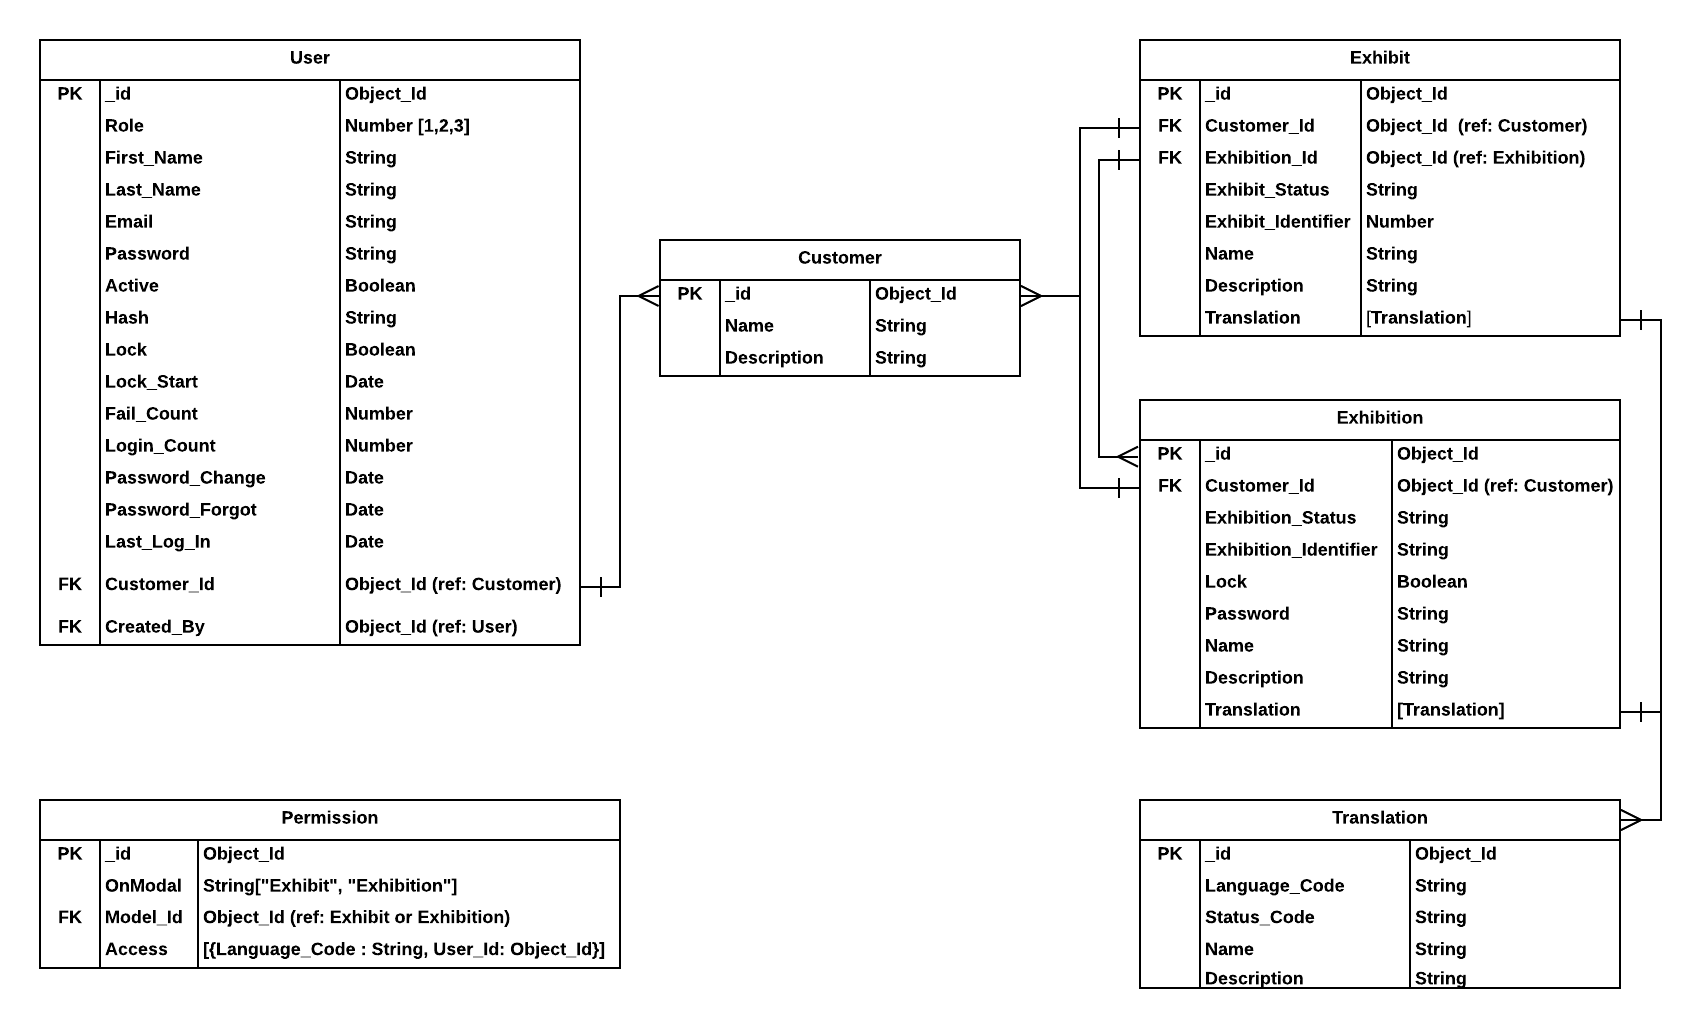 User
PK _id Object_Id
Role Number [1,2,3]
First_Name String
Last_Name String
Email String
Password String
Active Boolean
Hash String
Lock Boolean
Lock_Start Date
Fail_Count Number
Login_Count Number
Password_Change Date
Password_Forgot Date
Last_Log_In Date
FK Customer_Id Object_Id (ref: Customer)
FK Created_By Object_Id (ref: User)
Customer
PK _id Object_Id
Name String
Description String
Exhibit
PK _id Object_Id
FK Customer_Id Object_Id (ref: Customer)
FK Exhibition_Id Object_Id (ref: Exhibition)
Exhibit_Status String
Exhibit_Identifier Number
Name String
Description String
Translation [Translation]
Exhibition
PK _id Object_Id
FK Customer_Id Object_Id (ref: Customer)
Exhibition_Status String
Exhibition_Identifier String
Lock Boolean
Password String
Name String
Description String
Translation [Translation]
Permission
PK _id Object_Id
OnModal String["Exhibit", "Exhibition"]
FK Model_Id Object_Id (ref: Exhibit or Exhibition)
Access [{Language_Code : String, User_Id: Object_Id}]
Translation
PK _id Object_Id
Language_Code String
Status_Code String
Name String
Description String